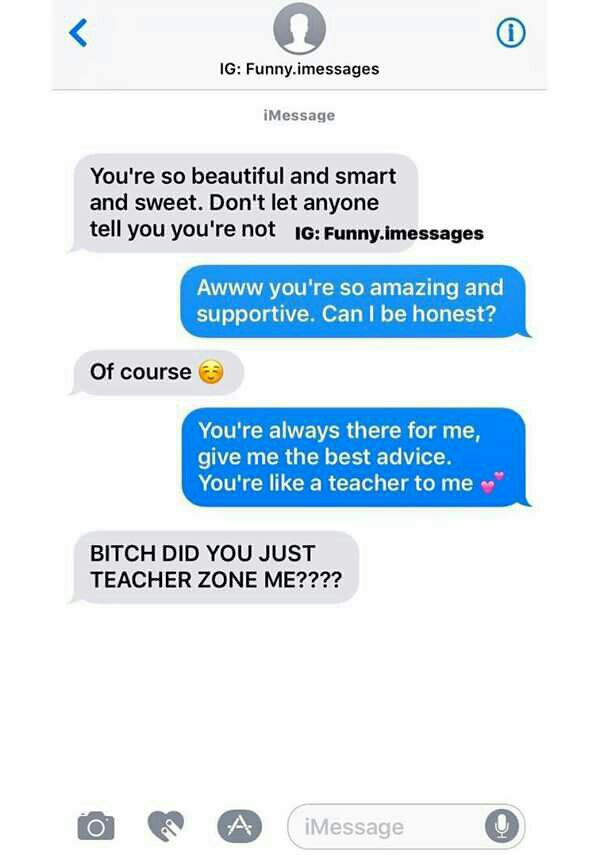 IG: Funny.imessages
iMessage
You're so beautiful and smart
and sweet. Don't let anyone
tell you you're not
IG: Funny.imessages
Awww you're so amazing and
supportive. Can I be honest?
Of course ☺️
You're always there for me,
give me the best advice.
You're like a teacher to me 💕
BITCH DID YOU JUST
TEACHER ZONE ME????
iMessage